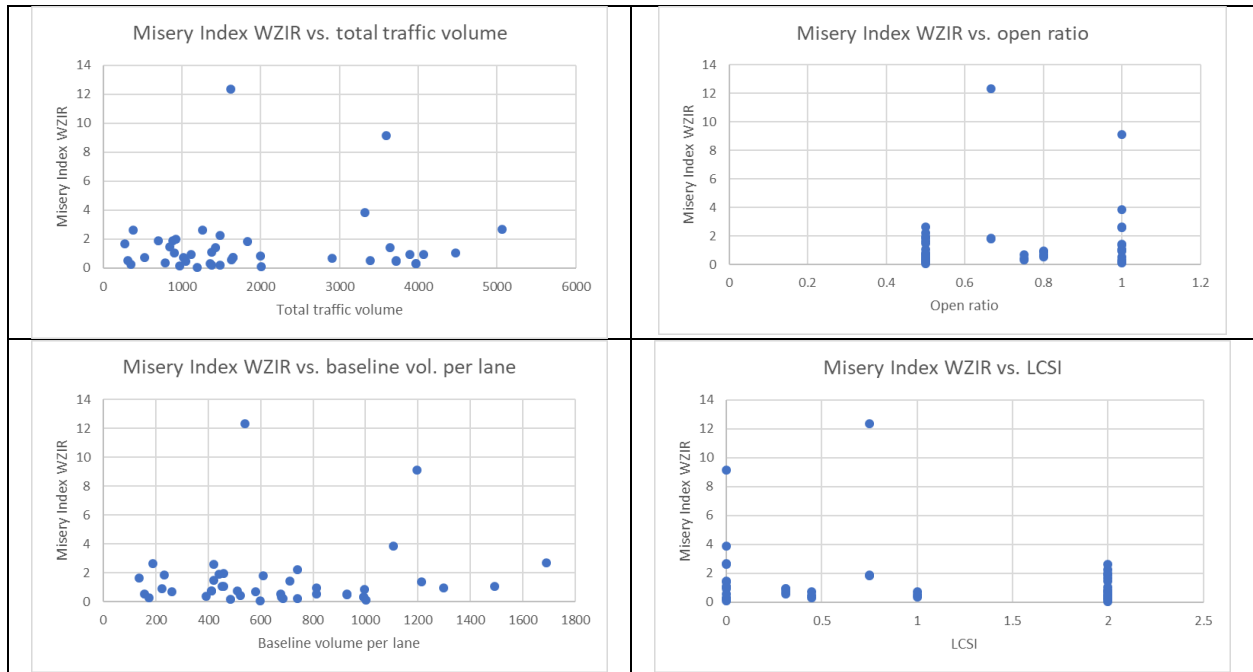 Misery Index WZIR vs. total traffic volume
Misery Index WZIR
14
12
10
8
6
4
2
0
0 1000 2000 3000 4000 5000 6000
Total traffic volume
Misery Index WZIR vs. open ratio
Misery Index WZIR
14
12
10
8
6
4
2
0
0 0.2 0.4 0.6 0.8 1 1.2
Open ratio
Misery Index WZIR vs. baseline vol. per lane
Misery Index WZIR
14
12
10
8
6
4
2
0
0 200 400 600 800 1000 1200 1400 1600 1800
Baseline volume per lane
Misery Index WZIR vs. LCSI
Misery Index WZIR
14
12
10
8
6
4
2
0
0 0.5 1 1.5 2 2.5
LCSI